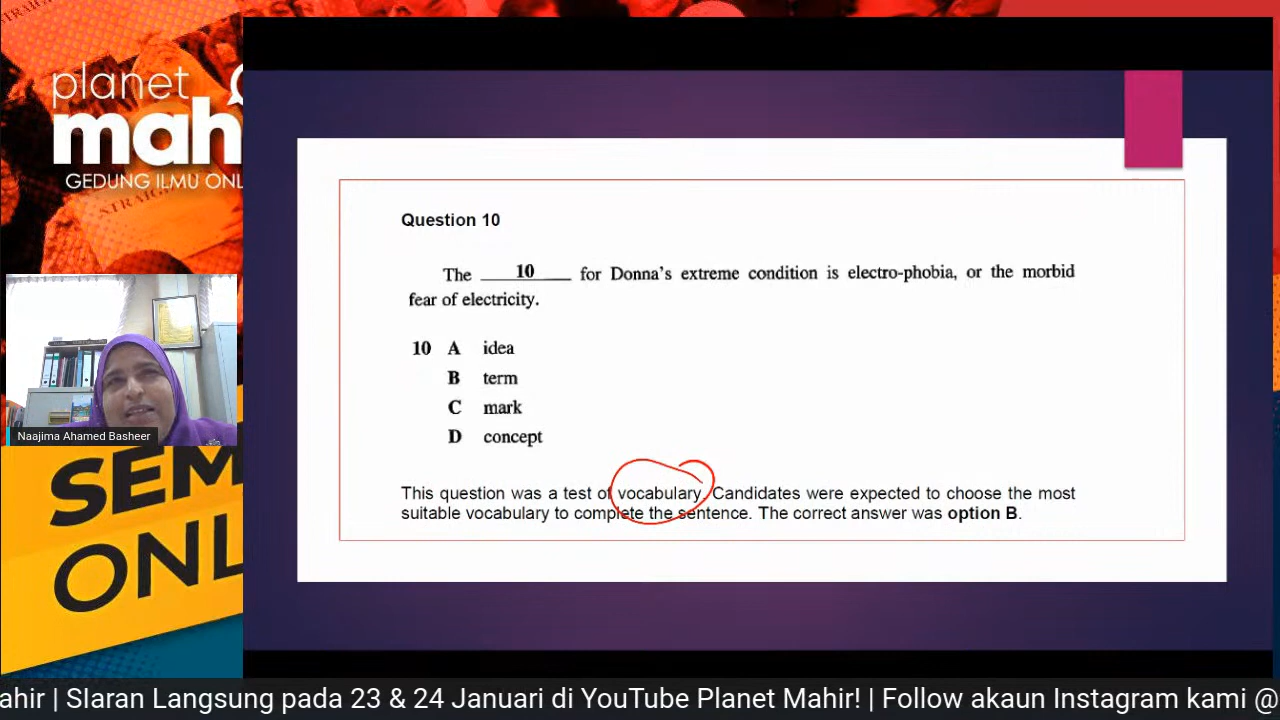 planet
mah
GEDUNG ILMU ONL
Naajima Ahamed Basheer
SEM
ONL
Question 10
The 10 for Donna's extreme condition is electro-phobia, or the morbid
fear of electricity.
10 A idea
B term
C mark
D concept
This question was a test of vocabulary. Candidates were expected to choose the most
suitable vocabulary to complete the sentence. The correct answer was option B.
ahir | SIaran Langsung pada 23 & 24 Januari di YouTube Planet Mahir! | Follow akaun Instagram kami @